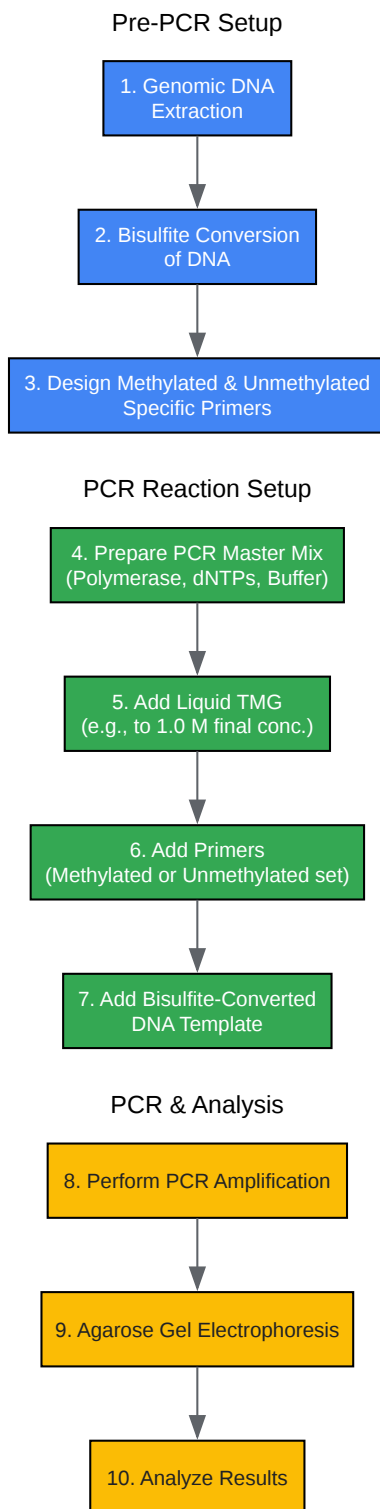 Pre-PCR Setup
1. Genomic DNA
Extraction
2. Bisulfite Conversion
of DNA
3. Design Methylated & Unmethylated
Specific Primers
PCR Reaction Setup
4. Prepare PCR Master Mix
(Polymerase, dNTPs, Buffer)
5. Add Liquid TMG
(e.g., to 1.0 M final conc.)
6. Add Primers
(Methylated or Unmethylated set)
7. Add Bisulfite-Converted
DNA Template
PCR & Analysis
8. Perform PCR Amplification
9. Agarose Gel Electrophoresis
10. Analyze Results